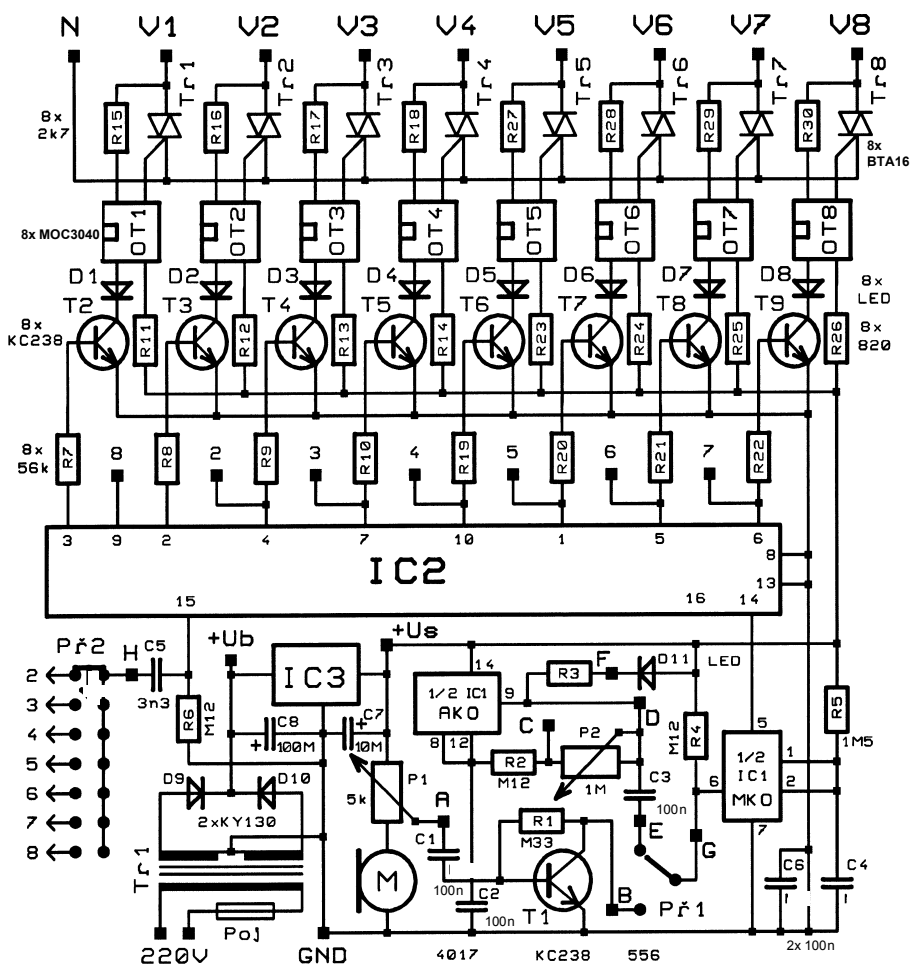 N V1 V2 V3 V4 V5 V6 V7 V8
Tr1 Tr2 Tr3 Tr4 Tr5 Tr6 Tr7 Tr8
8x
2k7
R15 R16 R17 R18 R27 R28 R29 R30
8x
BTA16
8x MOC3040
OT1 OT2 OT3 OT4 OT5 OT6 OT7 OT8
D1 D2 D3 D4 D5 D6 D7 D8
8x
LED
T2 T3 T4 T5 T6 T7 T8 T9
8x
KC238
R11 R12 R13 R14 R23 R24 R25 R26
8x
820
8x
56k
R7 8 R8 2 R9 3 R10 4 R19 5 R20 6 R21 7 R22
3 9 2 4 7 10 1 5 6
IC2
8
13
15 16 14
Př2 H C5
3n3
2
3
4
5
6
7
8
R6
M12
+Ub
IC3
+Us
C8
+ 100M
+ C7
10M
D9 D10
2xKY130
Tr1
Poj
220V
GND
P1
5k
M
A
C1
100n
C2
100n
14
1/2 IC1
AKO
9
8 12
R3 F D11 LED
C D
R2
M12
P2
1M
C3
100n
E
R1
M33
T1
B
Př1
G
R4
M12
5
1/2
IC1
MKO
6 1
2
7
R5
1M5
C6
C4
2x 100n
4017 KC238 556